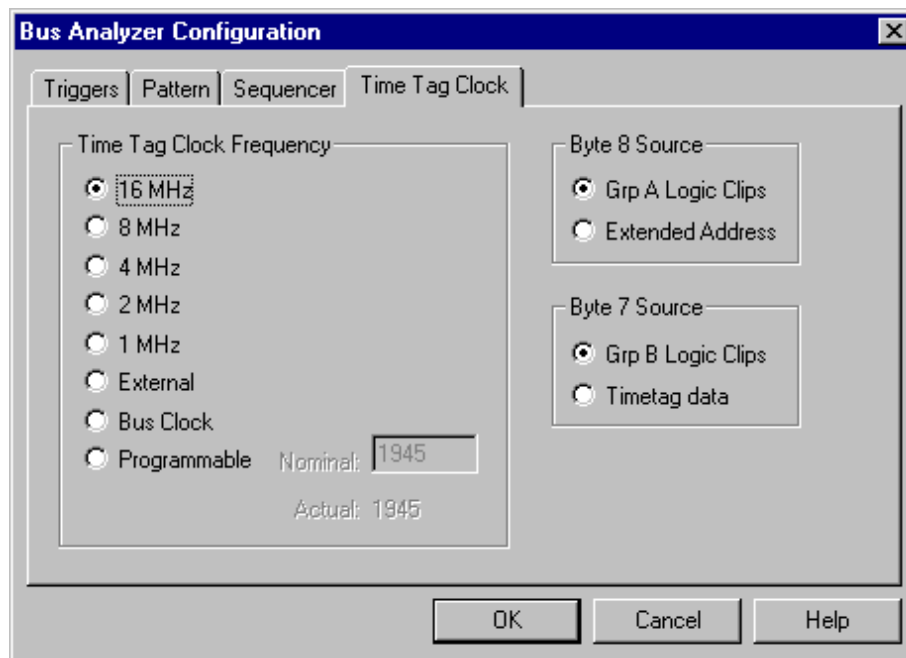 Bus Analyzer Configuration
Triggers Pattern Sequencer Time Tag Clock
Time Tag Clock Frequency
16 MHz
8 MHz
4 MHz
2 MHz
1 MHz
External
Bus Clock
Programmable Nominal: 1945
Actual: 1945
Byte 8 Source
Grp A Logic Clips
Extended Address
Byte 7 Source
Grp B Logic Clips
Timetag data
OK Cancel Help